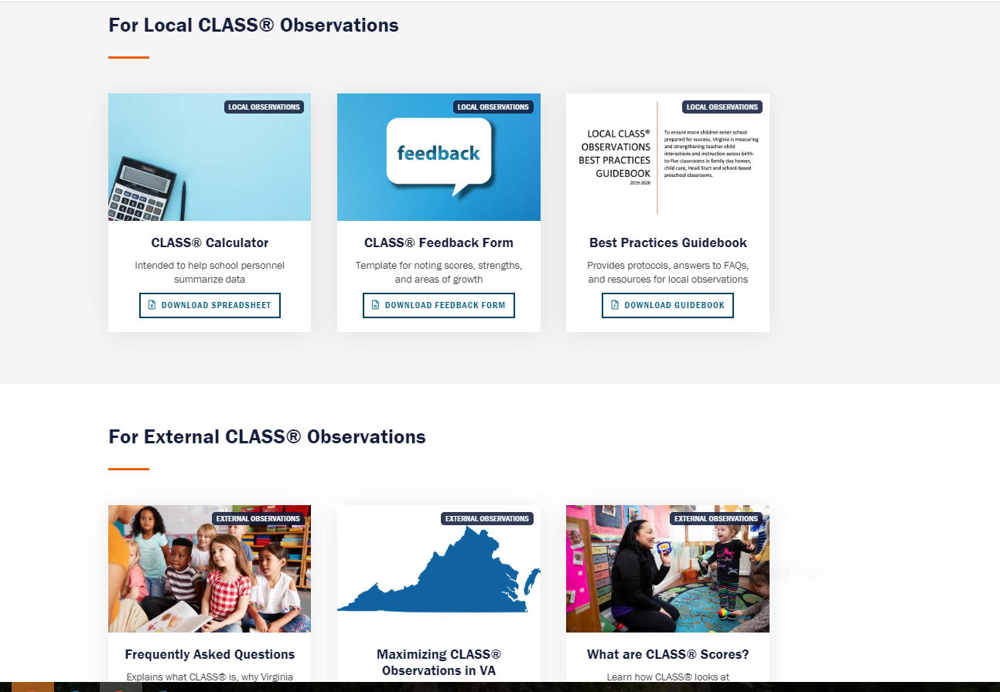 For Local CLASS® Observations
LOCAL OBSERVATIONS
CLASS® Calculator
Intended to help school personnel
summarize data
DOWNLOAD SPREADSHEET
LOCAL OBSERVATIONS
feedback
CLASS® Feedback Form
Template for noting scores, strengths,
and areas of growth
DOWNLOAD FEEDBACK FORM
LOCAL OBSERVATIONS
LOCAL CLASS®
OBSERVATIONS
BEST PRACTICES
GUIDEBOOK
2019-2020
To ensure more children enter school
prepared for success, Virginia is measuring
and strengthening teacher-child
interactions and instruction across birth-
to-five classrooms in family day homes,
child care, Head Start and school-based
preschool classrooms.
Best Practices Guidebook
Provides protocols, answers to FAQs,
and resources for local observations
DOWNLOAD GUIDEBOOK
For External CLASS® Observations
EXTERNAL OBSERVATIONS
Frequently Asked Questions
Explains what CLASS® is, why Virginia
EXTERNAL OBSERVATIONS
Maximizing CLASS®
Observations in VA
EXTERNAL OBSERVATIONS
What are CLASS® Scores?
Learn how CLASS® looks at
Snip